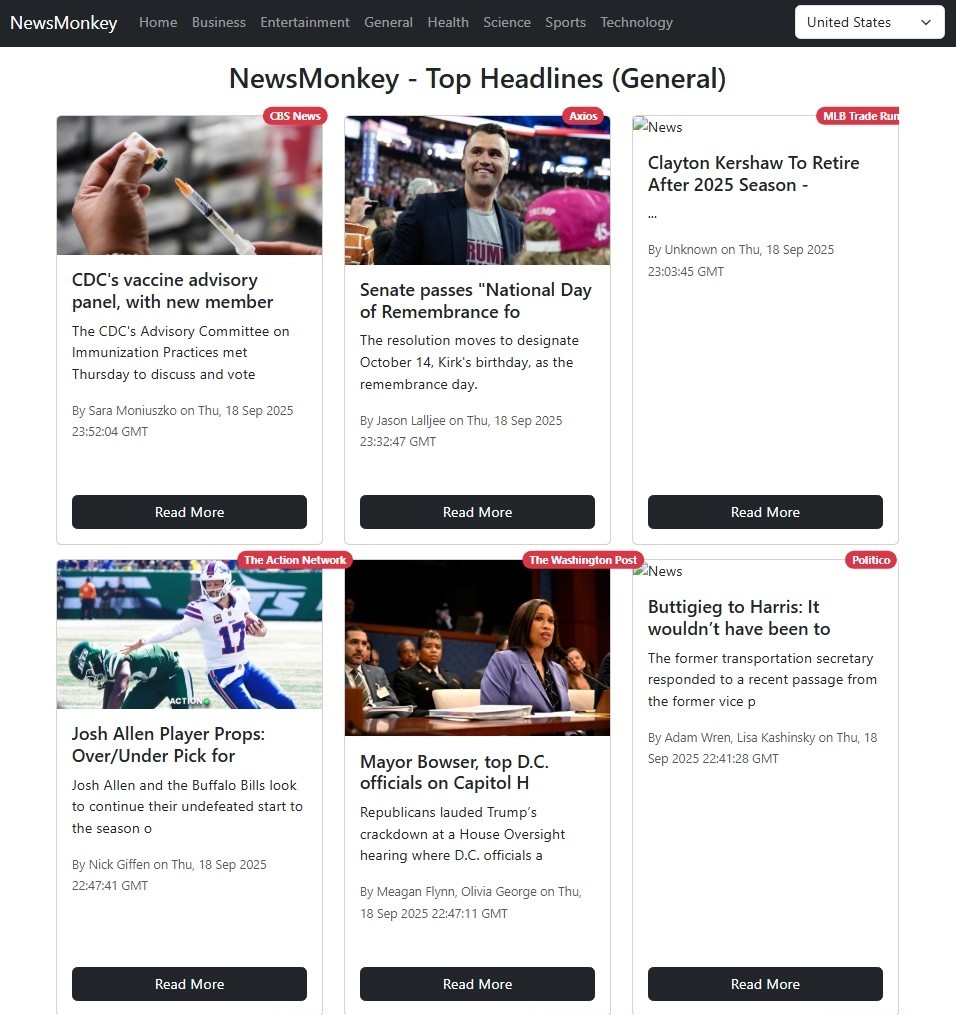 NewsMonkey Home Business Entertainment General Health Science Sports Technology United States
NewsMonkey - Top Headlines (General)
CBS News
CDC's vaccine advisory
panel, with new member
The CDC's Advisory Committee on
Immunization Practices met
Thursday to discuss and vote
By Sara Moniuszko on Thu, 18 Sep 2025
23:52:04 GMT
Read More
Axios
TRUMP
45-
TRUM
Senate passes "National Day
of Remembrance fo
The resolution moves to designate
October 14, Kirk's birthday, as the
remembrance day.
By Jason Lalljee on Thu, 18 Sep 2025
23:32:47 GMT
Read More
MLB Trade Rum
News
Clayton Kershaw To Retire
After 2025 Season -
...
By Unknown on Thu, 18 Sep 2025
23:03:45 GMT
Read More
The Action Network
JETS
17
ACTION
Josh Allen Player Props:
Over/Under Pick for
Josh Allen and the Buffalo Bills look
to continue their undefeated start to
the season o
By Nick Giffen on Thu, 18 Sep 2025
22:47:41 GMT
Read More
The Washington Post
Mayor Bowser, top D.C.
officials on Capitol H
Republicans lauded Trump’s
crackdown at a House Oversight
hearing where D.C. officials a
By Meagan Flynn, Olivia George on Thu,
18 Sep 2025 22:47:11 GMT
Read More
Politico
News
Buttigieg to Harris: It
wouldn’t have been to
The former transportation secretary
responded to a recent passage from
the former vice p
By Adam Wren, Lisa Kashinsky on Thu, 18
Sep 2025 22:41:28 GMT
Read More